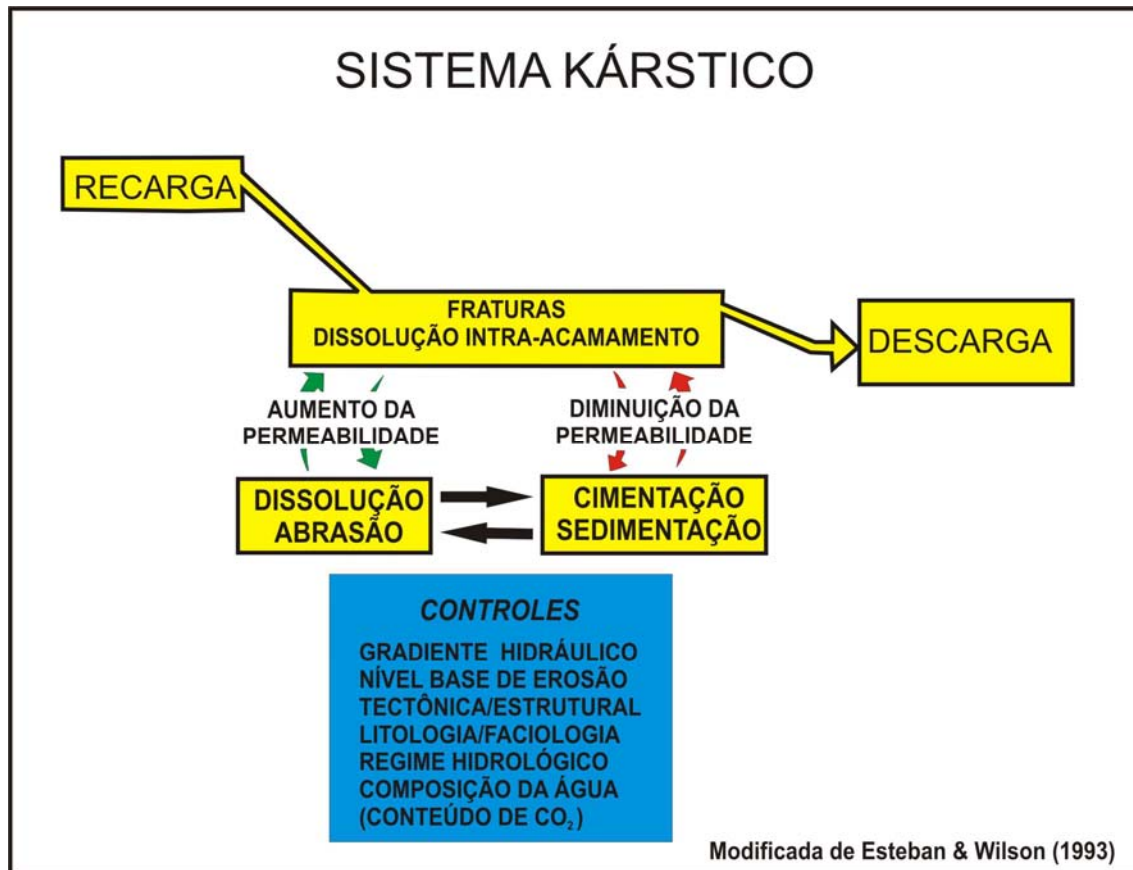 SISTEMA KÁRSTICO
RECARGA
FRATURAS
DISSOLUÇÃO INTRA-ACAMAMENTO
DESCARGA
AUMENTO DA
PERMEABILIDADE
DIMINUIÇÃO DA
PERMEABILIDADE
DISSOLUÇÃO
ABRASÃO
CIMENTAÇÃO
SEDIMENTAÇÃO
CONTROLES
GRADIENTE HIDRÁULICO
NÍVEL BASE DE EROSÃO
TECTÔNICA/ESTRUTURAL
LITOLOGIA/FACIOLOGIA
REGIME HIDROLÓGICO
COMPOSIÇÃO DA ÁGUA
(CONTEÚDO DE CO₂)
Modificada de Esteban & Wilson (1993)